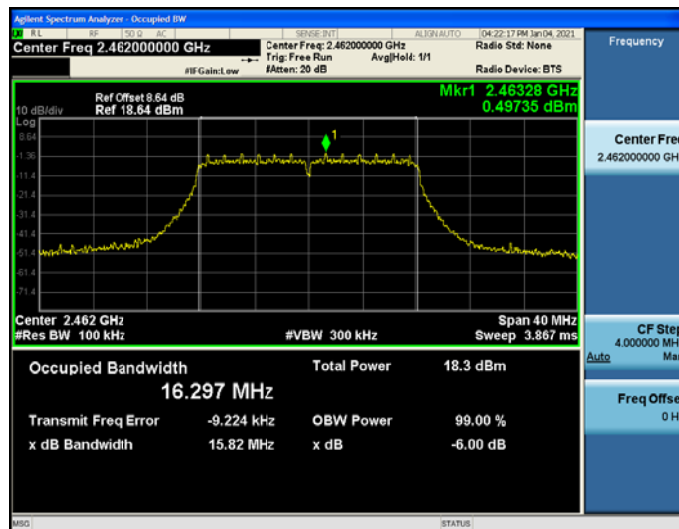 Agilent Spectrum Analyzer - Occupied BW
RL RF 50 Ω AC SENSE:INT ALIGN AUTO 04:22:17 PM Jan 04, 2021
Center Freq 2.462000000 GHz
Center Freq: 2.462000000 GHz
Radio Std: None
Trig: Free Run Avg|Hold: 1/1
#IFGain:Low
#Atten: 20 dB
Radio Device: BTS
Frequency
Mkr1 2.46328 GHz
0.49735 dBm
Ref Offset 8.64 dB
10 dB/div Ref 18.64 dBm
Log
8.64
-1.36
-11.4
-21.4
-31.4
-41.4
-51.4
-61.4
-71.4
1
Center 2.462 GHz
Span 40 MHz
#Res BW 100 kHz
#VBW 300 kHz
Sweep 3.867 ms
Occupied Bandwidth
16.297 MHz
Total Power 18.3 dBm
Transmit Freq Error -9.224 kHz OBW Power 99.00 %
x dB Bandwidth 15.82 MHz x dB -6.00 dB
Center Fre
2.462000000 GH
CF Step
4.000000 MH
Auto Ma
Freq Offse
0 H
MSG STATUS